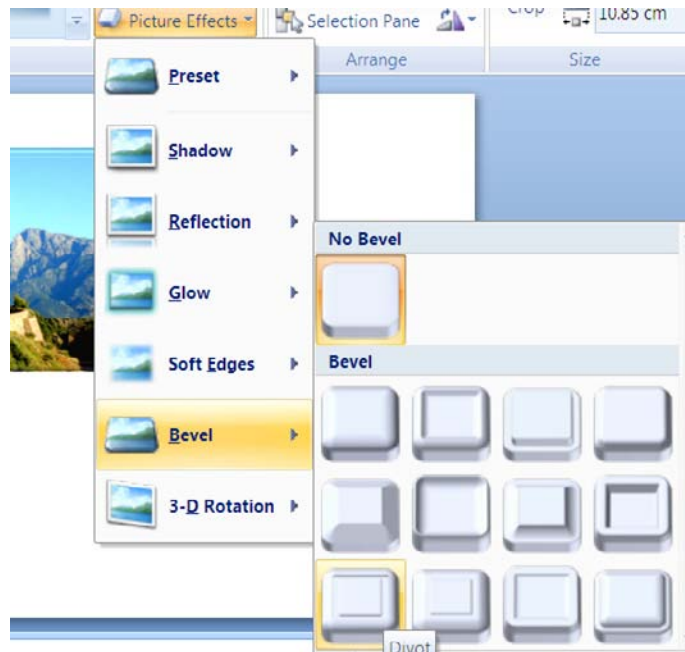 Picture Effects
Selection Pane
Crop
10.85 cm
Arrange
Size
Preset
Shadow
Reflection
Glow
Soft Edges
Bevel
3-D Rotation
No Bevel
Bevel
Divot